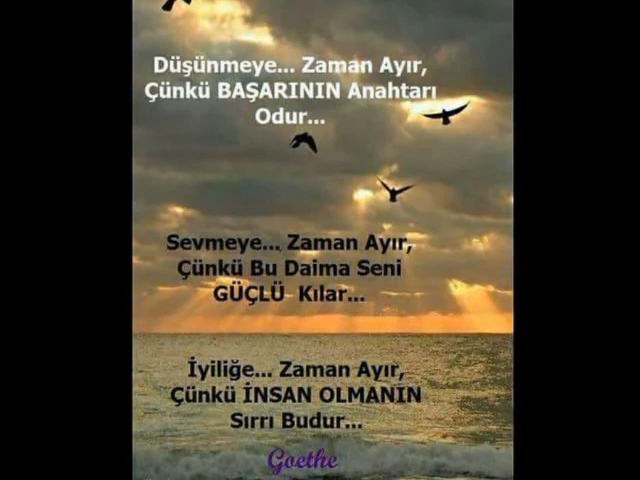 Düşünmeye... Zaman Ayır,
Çünkü BAŞARININ Anahtarı
Odur...
Sevmeye... Zaman Ayır,
Çünkü Bu Daima Seni
GÜÇLÜ Kılar...
İyiliğe... Zaman Ayır,
Çünkü İNSAN OLMANIN
Sırrı Budur...
Goethe